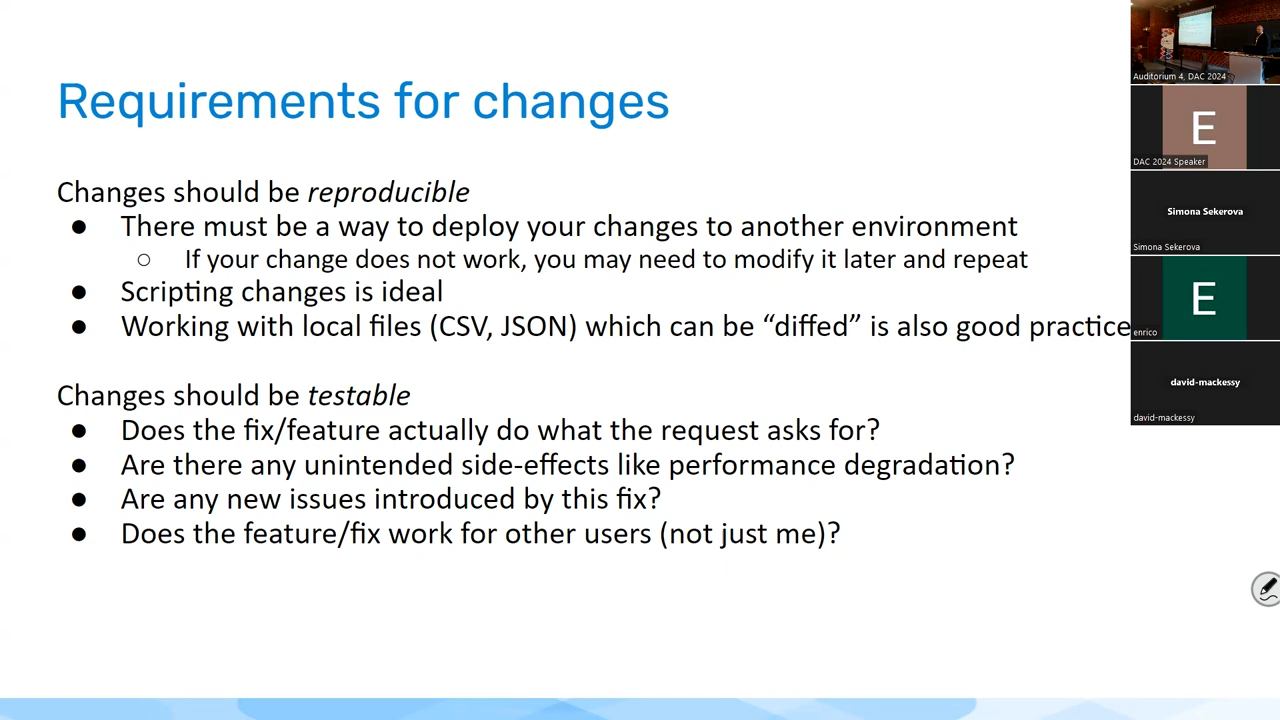 Requirements for changes
Changes should be reproducible
● There must be a way to deploy your changes to another environment
○ If your change does not work, you may need to modify it later and repeat
● Scripting changes is ideal
● Working with local files (CSV, JSON) which can be “diffed” is also good practice
Changes should be testable
● Does the fix/feature actually do what the request asks for?
● Are there any unintended side-effects like performance degradation?
● Are any new issues introduced by this fix?
● Does the feature/fix work for other users (not just me)?
Auditorium 4, DAC 2024
E
DAC 2024 Speaker
Simona Sekerova
Simona Sekerova
E
enrico
david-mackessy
david-mackessy